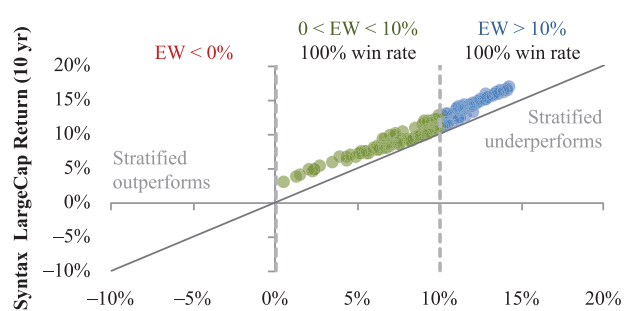 0 < EW < 10%
EW > 10%
EW < 0%
100% win rate
100% win rate
Syntax LargeCap Return (10 yr)
20%
15%
10%
5%
0%
–5%
–10%
Stratified
outperforms
Stratified
underperforms
–10%
–5%
0%
5%
10%
15%
20%